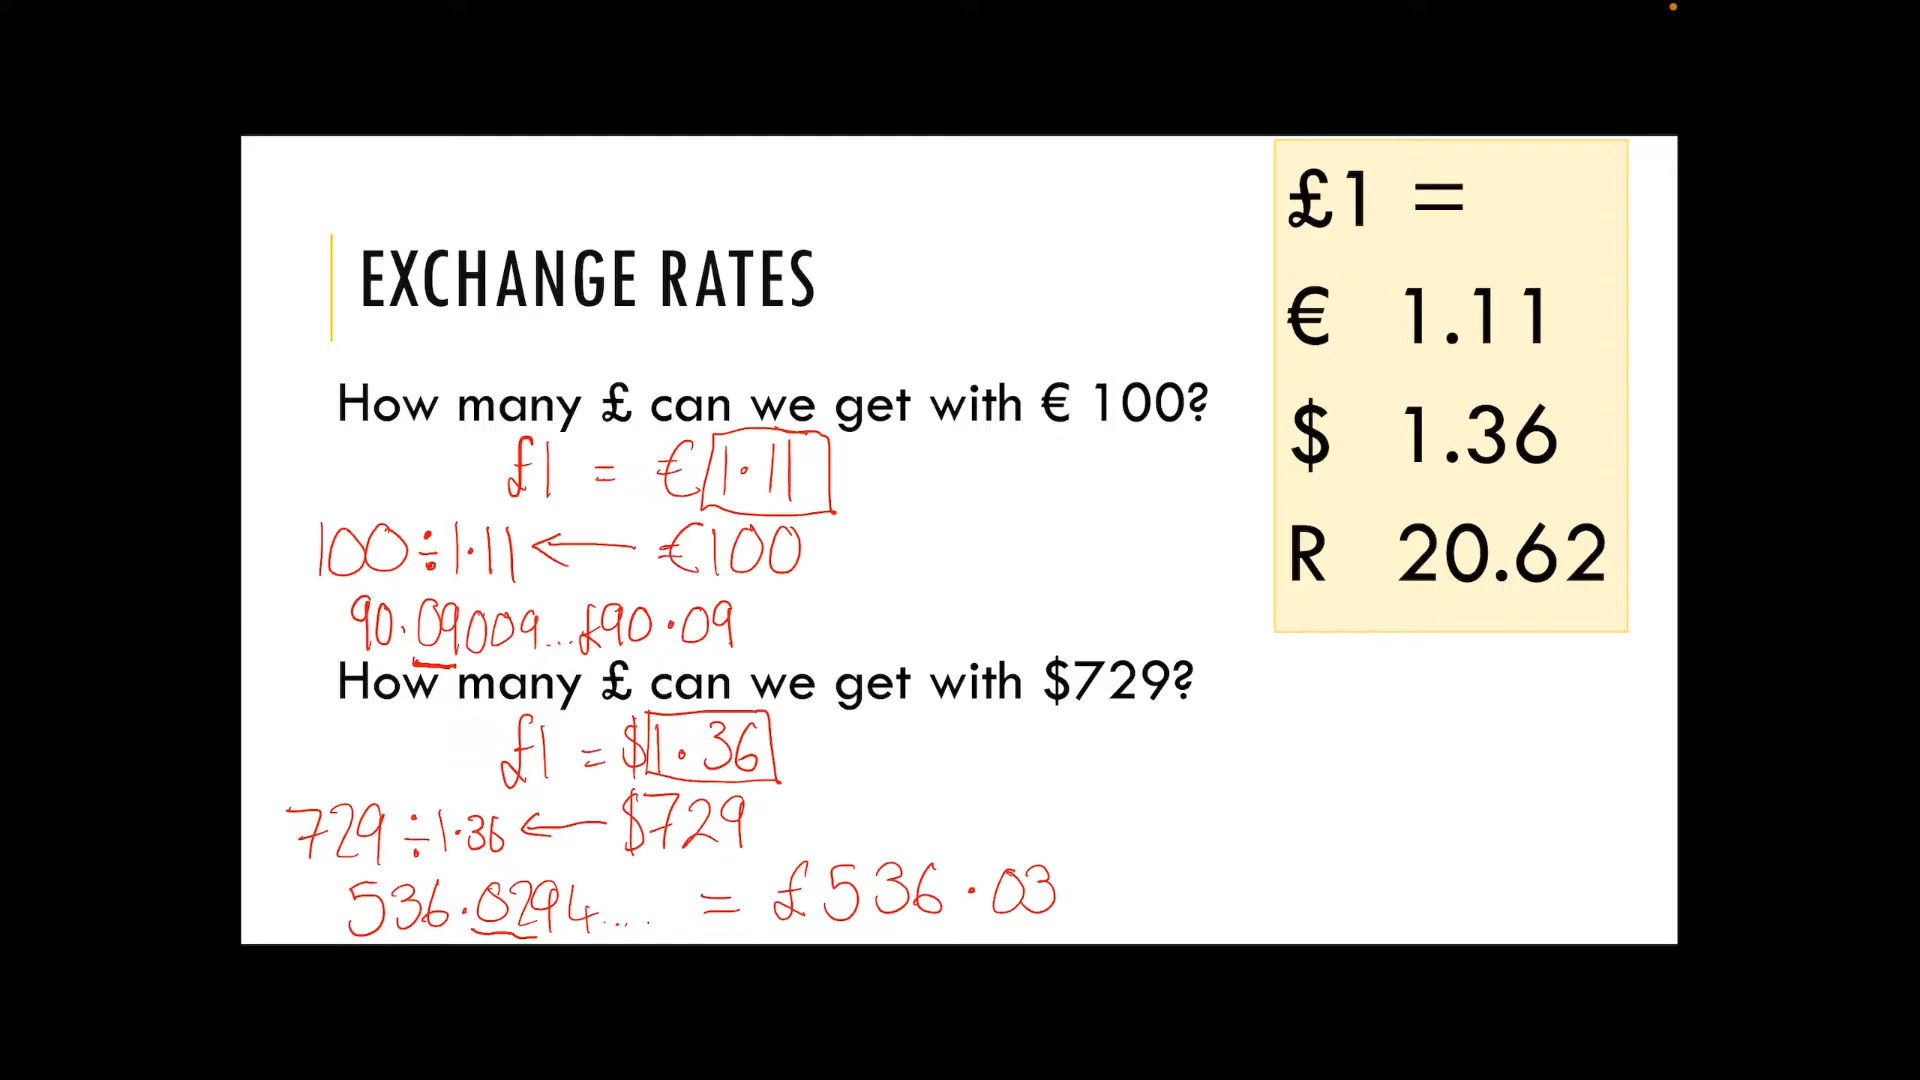 EXCHANGE RATES
How many £ can we get with € 100?
£1 = € 1.11
100 ÷ 1.11 ← €100
90.09009... £90.09
How many £ can we get with $729?
£1 = $1.36
729 ÷ 1.36 ← $729
536.0294.... = £536.03
£1 =
€ 1.11
$ 1.36
R 20.62